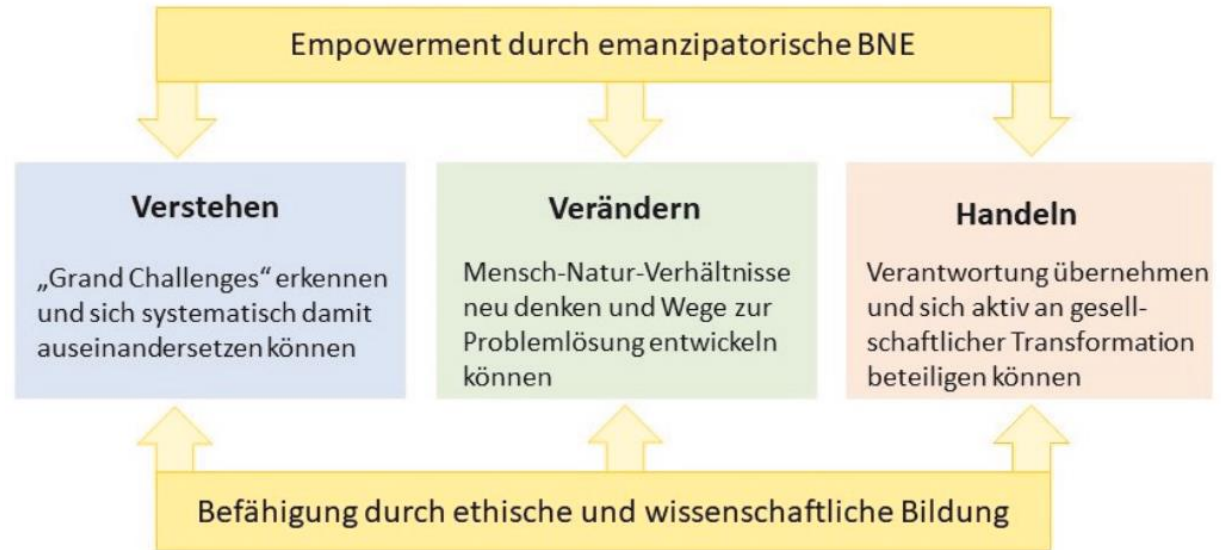 Empowerment durch emanzipatorische BNE
Verstehen
„Grand Challenges“ erkennen
und sich systematisch damit
auseinandersetzen können
Verändern
Mensch-Natur-Verhältnisse
neu denken und Wege zur
Problemlösung entwickeln
können
Handeln
Verantwortung übernehmen
und sich aktiv an gesell-
schaftlicher Transformation
beteiligen können
Befähigung durch ethische und wissenschaftliche Bildung